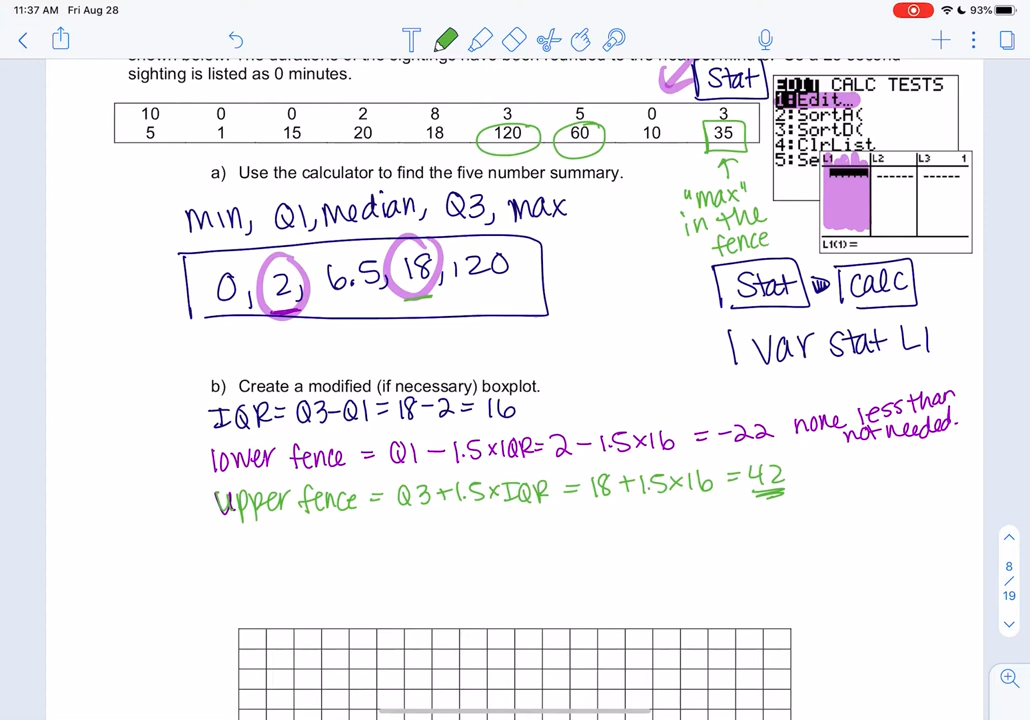 11:37 AM Fri Aug 28
93%
sighting is listed as 0 minutes.
Stat
EDIT CALC TESTS
1:Edit...
2:SortA(
3:SortD(
4:ClrList
5:Se
L1 L2 L3 1
L1(1)=
10 0 0 2 8 3 5 0 3
5 1 15 20 18 120 60 10 35
a) Use the calculator to find the five number summary.
"max"
in the
fence
min, Q1, median, Q3, max
0, 2, 6.5, 18, 120
Stat Calc
1 var stat L1
b) Create a modified (if necessary) boxplot.
IQR = Q3-Q1 = 18-2 = 16
lower fence = Q1 - 1.5×IQR = 2 - 1.5×16 = -22
none less than
not needed.
upper fence = Q3+1.5×IQR = 18+1.5×16 = 42
8
/
19